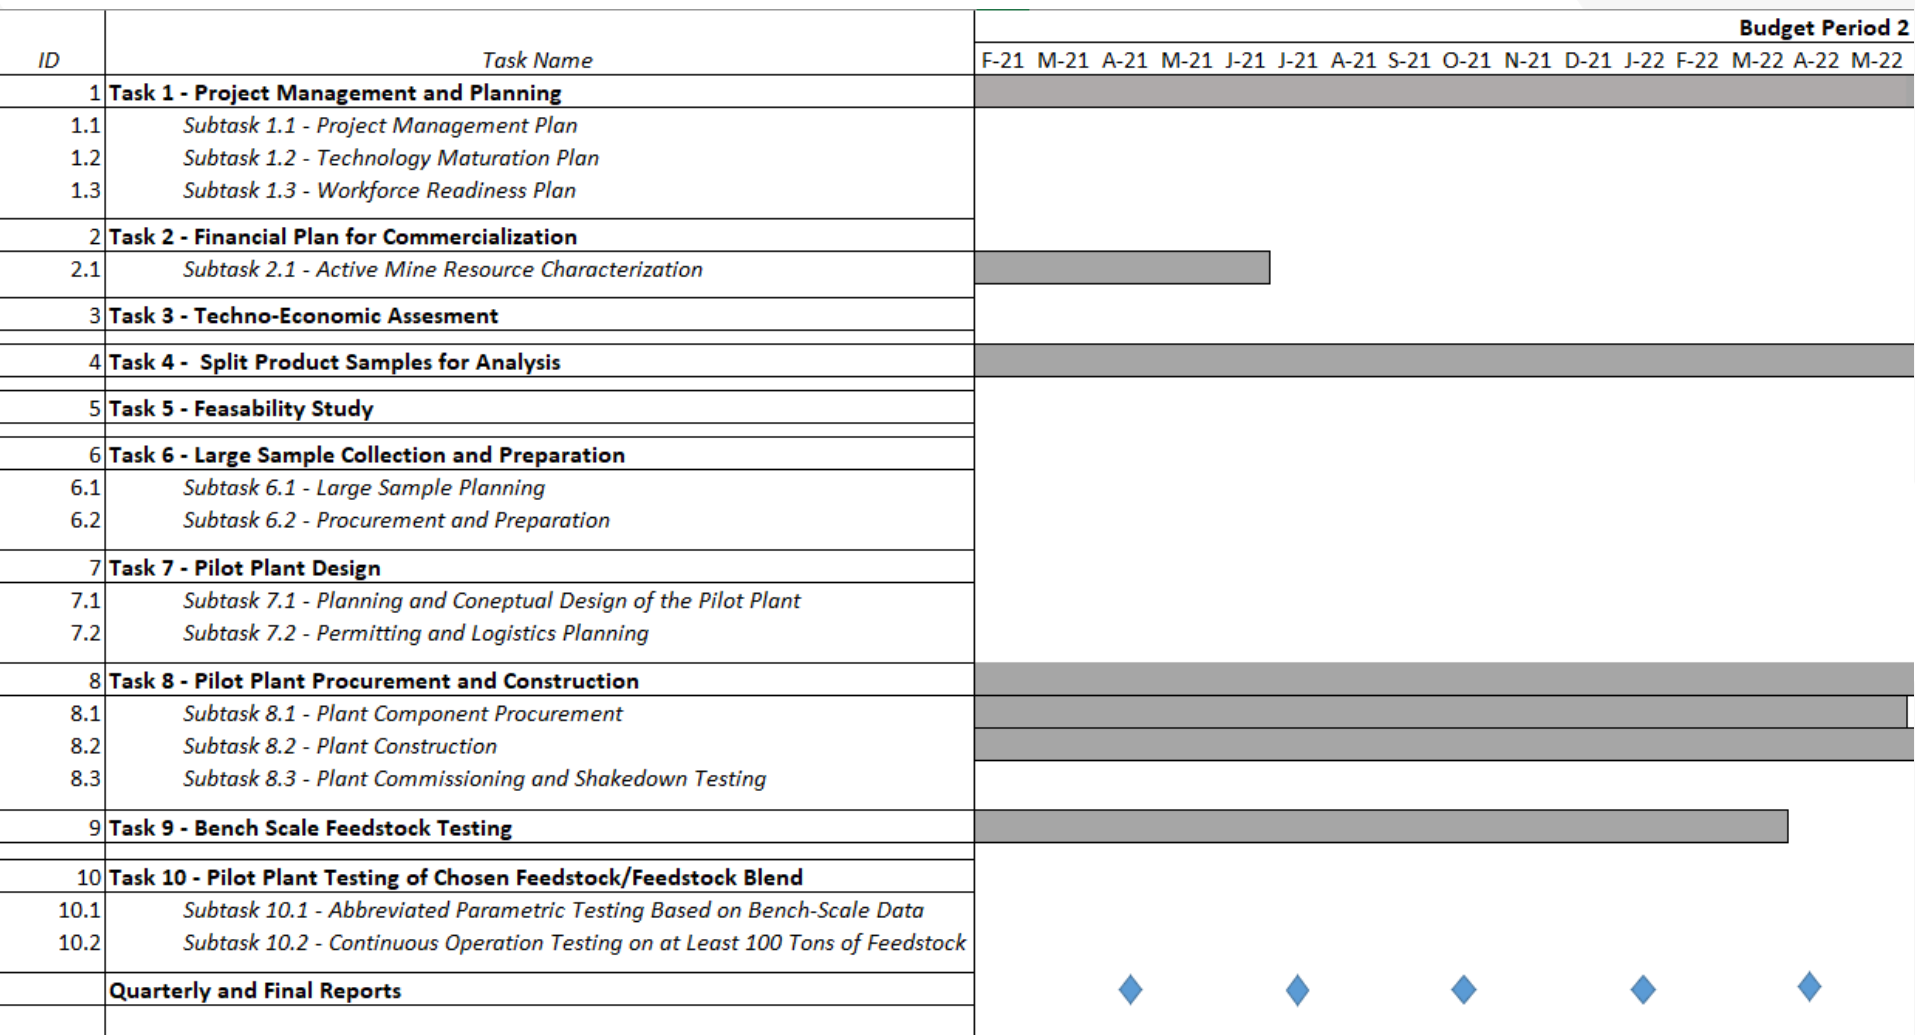 Budget Period 2
ID Task Name F-21 M-21 A-21 M-21 J-21 J-21 A-21 S-21 O-21 N-21 D-21 J-22 F-22 M-22 A-22 M-22
1 Task 1 - Project Management and Planning
1.1 Subtask 1.1 - Project Management Plan
1.2 Subtask 1.2 - Technology Maturation Plan
1.3 Subtask 1.3 - Workforce Readiness Plan
2 Task 2 - Financial Plan for Commercialization
2.1 Subtask 2.1 - Active Mine Resource Characterization
3 Task 3 - Techno-Economic Assesment
4 Task 4 - Split Product Samples for Analysis
5 Task 5 - Feasability Study
6 Task 6 - Large Sample Collection and Preparation
6.1 Subtask 6.1 - Large Sample Planning
6.2 Subtask 6.2 - Procurement and Preparation
7 Task 7 - Pilot Plant Design
7.1 Subtask 7.1 - Planning and Coneptual Design of the Pilot Plant
7.2 Subtask 7.2 - Permitting and Logistics Planning
8 Task 8 - Pilot Plant Procurement and Construction
8.1 Subtask 8.1 - Plant Component Procurement
8.2 Subtask 8.2 - Plant Construction
8.3 Subtask 8.3 - Plant Commissioning and Shakedown Testing
9 Task 9 - Bench Scale Feedstock Testing
10 Task 10 - Pilot Plant Testing of Chosen Feedstock/Feedstock Blend
10.1 Subtask 10.1 - Abbreviated Parametric Testing Based on Bench-Scale Data
10.2 Subtask 10.2 - Continuous Operation Testing on at Least 100 Tons of Feedstock
Quarterly and Final Reports